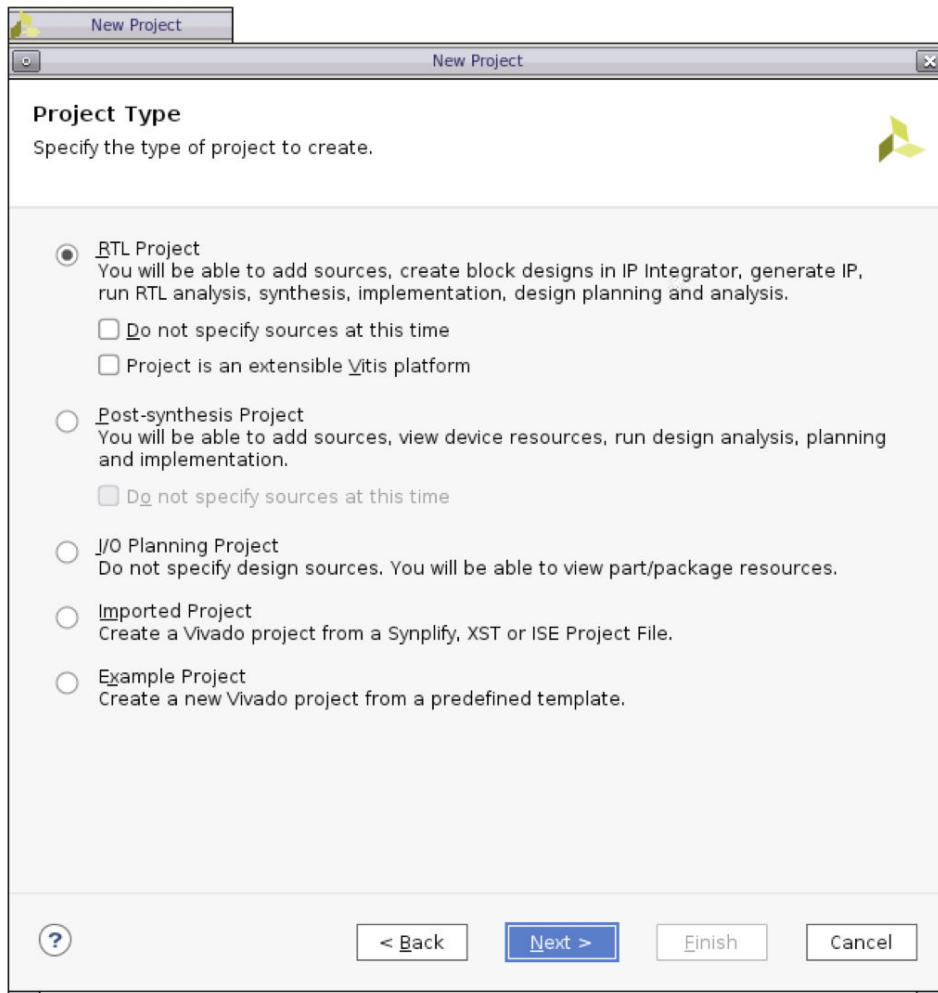 New Project
New Project
Project Type
Specify the type of project to create.
RTL Project
You will be able to add sources, create block designs in IP Integrator, generate IP,
run RTL analysis, synthesis, implementation, design planning and analysis.
Do not specify sources at this time
Project is an extensible Vitis platform
Post-synthesis Project
You will be able to add sources, view device resources, run design analysis, planning
and implementation.
Do not specify sources at this time
I/O Planning Project
Do not specify design sources. You will be able to view part/package resources.
Imported Project
Create a Vivado project from a Synplify, XST or ISE Project File.
Example Project
Create a new Vivado project from a predefined template.
? < Back Next > Finish Cancel